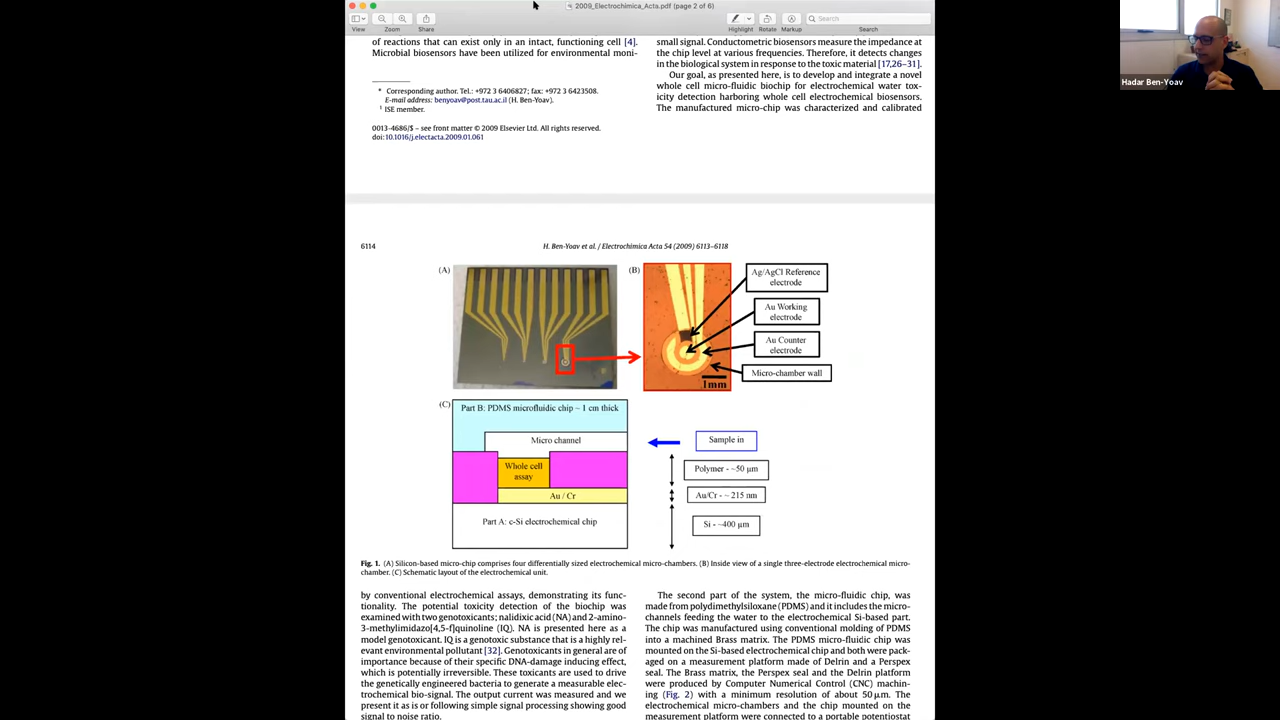 2009_Electrochimica_Acta.pdf (page 2 of 6)
View
Zoom
Share
Highlight
Rotate
Markup
Search
Search
Hadar Ben-Yoav
of reactions that can exist only in an intact, functioning cell [4].
Microbial biosensors have been utilized for environmental moni-
* Corresponding author. Tel.: +972 3 6406827; fax: +972 3 6423508.
E-mail address: benyoav@post.tau.ac.il (H. Ben-Yoav).
1 ISE member.
0013-4686/$ – see front matter © 2009 Elsevier Ltd. All rights reserved.
doi:10.1016/j.electacta.2009.01.061
small signal. Conductometric biosensors measure the impedance at
the chip level at various frequencies. Therefore, it detects changes
in the biological system in response to the toxic material [17,26–31].
Our goal, as presented here, is to develop and integrate a novel
whole cell micro-fluidic biochip for electrochemical water tox-
icity detection harboring whole cell electrochemical biosensors.
The manufactured micro-chip was characterized and calibrated
6114
H. Ben-Yoav et al. / Electrochimica Acta 54 (2009) 6113–6118
(A)
(B)
Ag/AgCl Reference
electrode
Au Working
electrode
Au Counter
electrode
Micro-chamber wall
1mm
(C)
Part B: PDMS microfluidic chip ~ 1 cm thick
Micro channel
Whole cell
assay
Au / Cr
Part A: c-Si electrochemical chip
Sample in
Polymer - ~50 μm
Au/Cr - ~ 215 nm
Si - ~400 μm
Fig. 1. (A) Silicon-based micro-chip comprises four differentially sized electrochemical micro-chambers. (B) Inside view of a single three-electrode electrochemical micro-
chamber. (C) Schematic layout of the electrochemical unit.
by conventional electrochemical assays, demonstrating its func-
tionality. The potential toxicity detection of the biochip was
examined with two genotoxicants; nalidixic acid (NA) and 2-amino-
3-methylimidazo[4,5-f]quinoline (IQ). NA is presented here as a
model genotoxicant. IQ is a genotoxic substance that is a highly rel-
evant environmental pollutant [32]. Genotoxicants in general are of
importance because of their specific DNA-damage inducing effect,
which is potentially irreversible. These toxicants are used to drive
the genetically engineered bacteria to generate a measurable elec-
trochemical bio-signal. The output current was measured and we
present it as is or following simple signal processing showing good
signal to noise ratio.
The second part of the system, the micro-fluidic chip, was
made from polydimethylsiloxane (PDMS) and it includes the micro-
channels feeding the water to the electrochemical Si-based part.
The chip was manufactured using conventional molding of PDMS
into a machined Brass matrix. The PDMS micro-fluidic chip was
mounted on the Si-based electrochemical chip and both were pack-
aged on a measurement platform made of Delrin and a Perspex
seal. The Brass matrix, the Perspex seal and the Delrin platform
were produced by Computer Numerical Control (CNC) machin-
ing (Fig. 2) with a minimum resolution of about 50 μm. The
electrochemical micro-chambers and the chip mounted on the
measurement platform were connected to a portable potentiostat